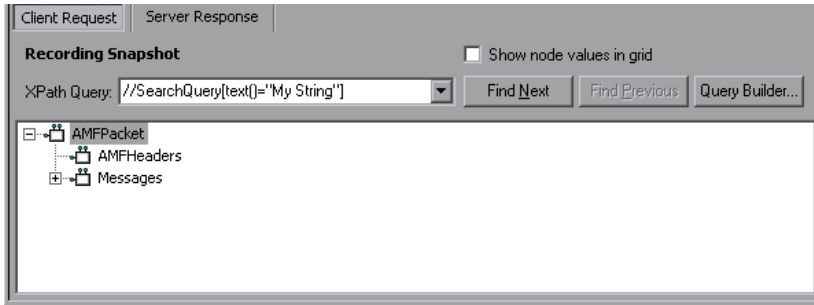 Client Request Server Response
Recording Snapshot Show node values in grid
XPath Query: //SearchQuery[text()="My String"] Find Next Find Previous Query Builder...
AMFPacket
AMFHeaders
Messages